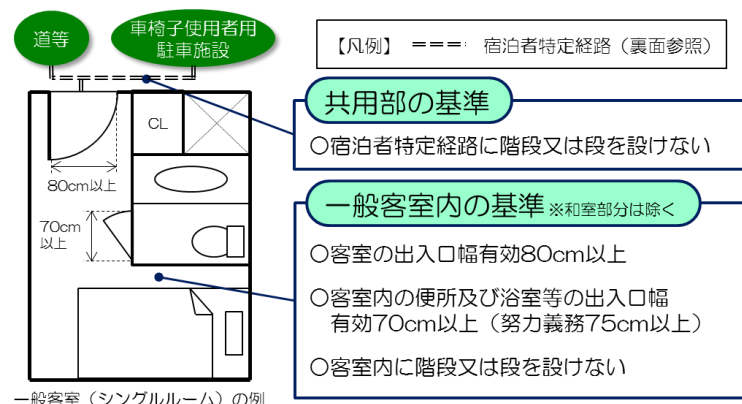 道等
車椅子使用者用
駐車施設
【凡例】 ＝＝＝： 宿泊者特定経路（裏面参照）
共用部の基準
○宿泊者特定経路に階段又は段を設けない
CL
80cm以上
70cm
以上
一般客室内の基準 ※和室部分は除く
○客室の出入口幅有効80cm以上
○客室内の便所及び浴室等の出入口幅
有効70cm以上（努力義務75cm以上）
○客室内に階段又は段を設けない
一般客室（シングルルーム）の例